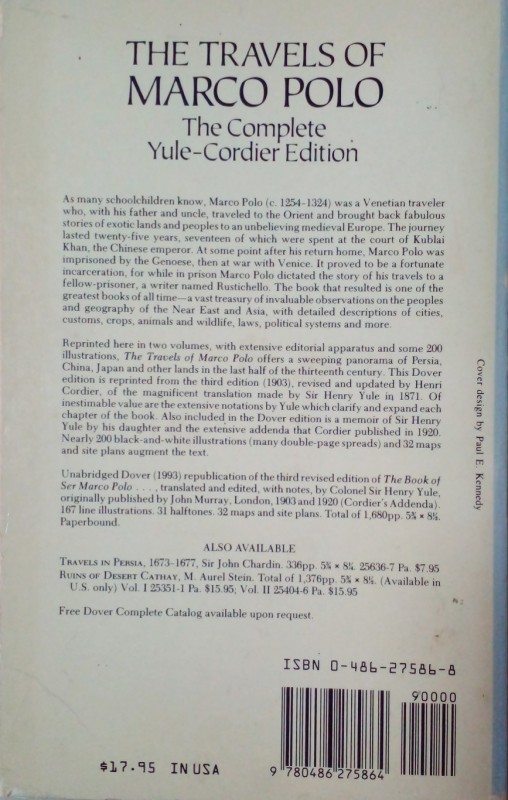 THE TRAVELS OF
MARCO POLO
The Complete
Yule-Cordier Edition
As many schoolchildren know, Marco Polo (c. 1254–1324) was a Venetian traveler
who, with his father and uncle, traveled to the Orient and brought back fabulous
stories of exotic lands and peoples to an unbelieving medieval Europe. The journey
lasted twenty-five years, seventeen of which were spent at the court of Kublai
Khan, the Chinese emperor. At some point after his return home, Marco Polo was
imprisoned by the Genoese, then at war with Venice. It proved to be a fortunate
incarceration, for while in prison Marco Polo dictated the story of his travels to a
fellow-prisoner, a writer named Rustichello. The book that resulted is one of the
greatest books of all time—a vast treasury of invaluable observations on the peoples
and geography of the Near East and Asia, with detailed descriptions of cities,
customs, crops, animals and wildlife, laws, political systems and more.
Reprinted here in two volumes, with extensive editorial apparatus and some 200
illustrations, The Travels of Marco Polo offers a sweeping panorama of Persia,
China, Japan and other lands in the last half of the thirteenth century. This Dover
edition is reprinted from the third edition (1903), revised and updated by Henri
Cordier, of the magnificent translation made by Sir Henry Yule in 1871. Of
inestimable value are the extensive notations by Yule which clarify and expand each
chapter of the book. Also included in the Dover edition is a memoir of Sir Henry
Yule by his daughter and the extensive addenda that Cordier published in 1920.
Nearly 200 black-and-white illustrations (many double-page spreads) and 32 maps
and site plans augment the text.
Unabridged Dover (1993) republication of the third revised edition of The Book of
Ser Marco Polo . . . , translated and edited, with notes, by Colonel Sir Henry Yule,
originally published by John Murray, London, 1903 and 1920 (Cordier's Addenda).
167 line illustrations. 31 halftones. 32 maps and site plans. Total of 1,680pp. 5⅜ × 8½.
Paperbound.
ALSO AVAILABLE
TRAVELS IN PERSIA, 1673–1677, Sir John Chardin. 336pp. 5⅜ × 8½. 25636-7 Pa. $7.95
RUINS OF DESERT CATHAY, M. Aurel Stein. Total of 1,376pp. 5⅜ × 8½. (Available in
U.S. only) Vol. I 25351-1 Pa. $15.95; Vol. II 25404-6 Pa. $15.95
Free Dover Complete Catalog available upon request.
Cover design by Paul E. Kennedy
ISBN 0-486-27586-8
90000
9 780486 275864
$17.95 IN USA